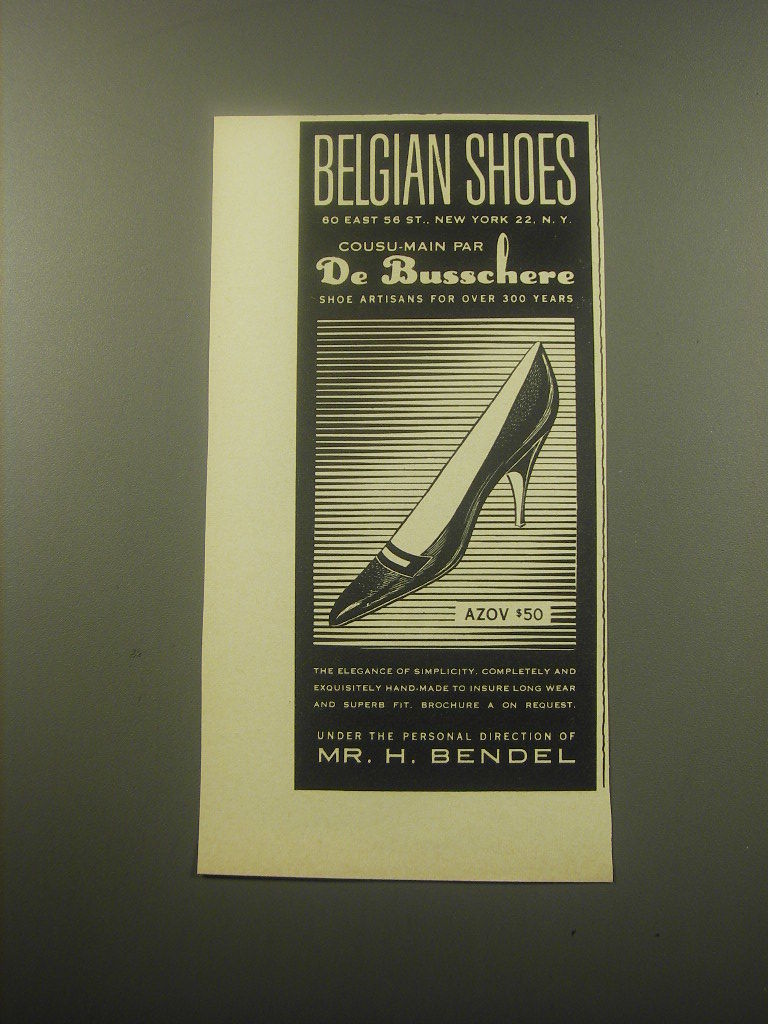 BELGIAN SHOES
60 EAST 56 ST., NEW YORK 22, N. Y.
COUSU-MAIN PAR
De Busschere
SHOE ARTISANS FOR OVER 300 YEARS
AZOV $50
THE ELEGANCE OF SIMPLICITY. COMPLETELY AND
EXQUISITELY HAND-MADE TO INSURE LONG WEAR
AND SUPERB FIT. BROCHURE A ON REQUEST.
UNDER THE PERSONAL DIRECTION OF
MR. H. BENDEL